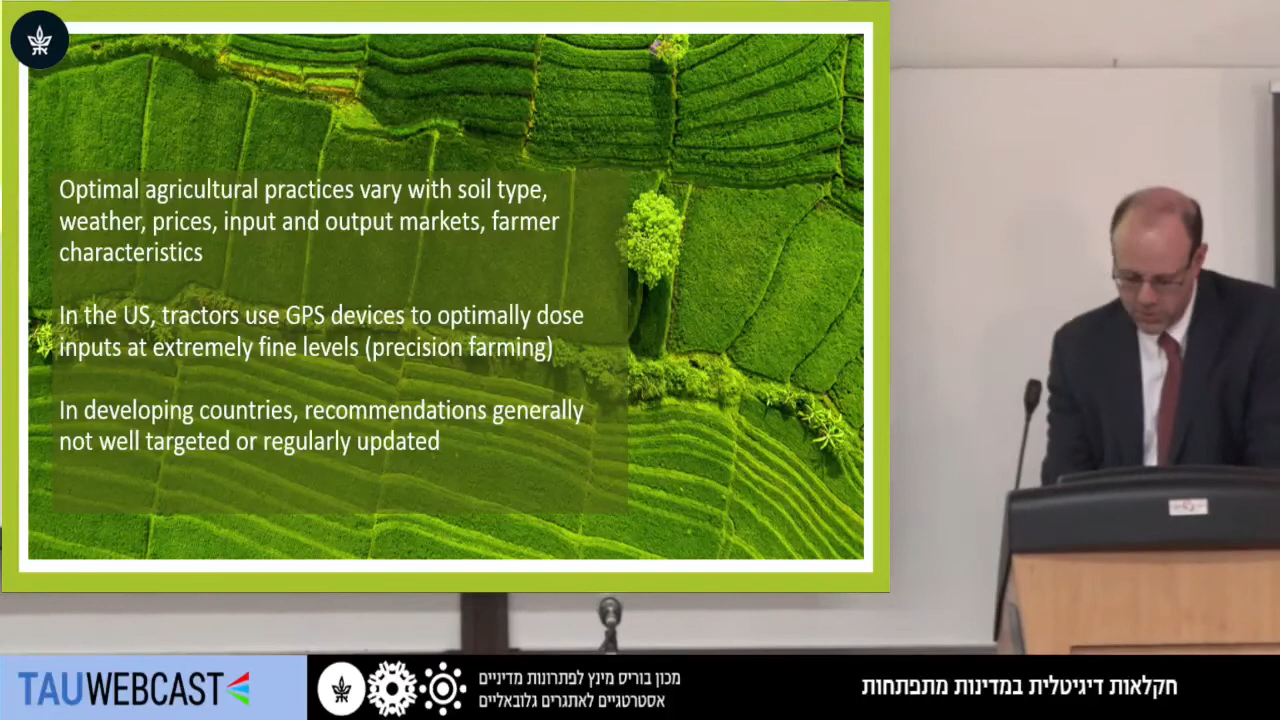 Optimal agricultural practices vary with soil type,
weather, prices, input and output markets, farmer
characteristics
In the US, tractors use GPS devices to optimally dose
inputs at extremely fine levels (precision farming)
In developing countries, recommendations generally
not well targeted or regularly updated
TAUWEBCAST
מכון בוריס מינץ לפתרונות מדיניים
אסטרטגיים לאתגרים גלובאליים
חקלאות דיגיטלית במדינות מתפתחות